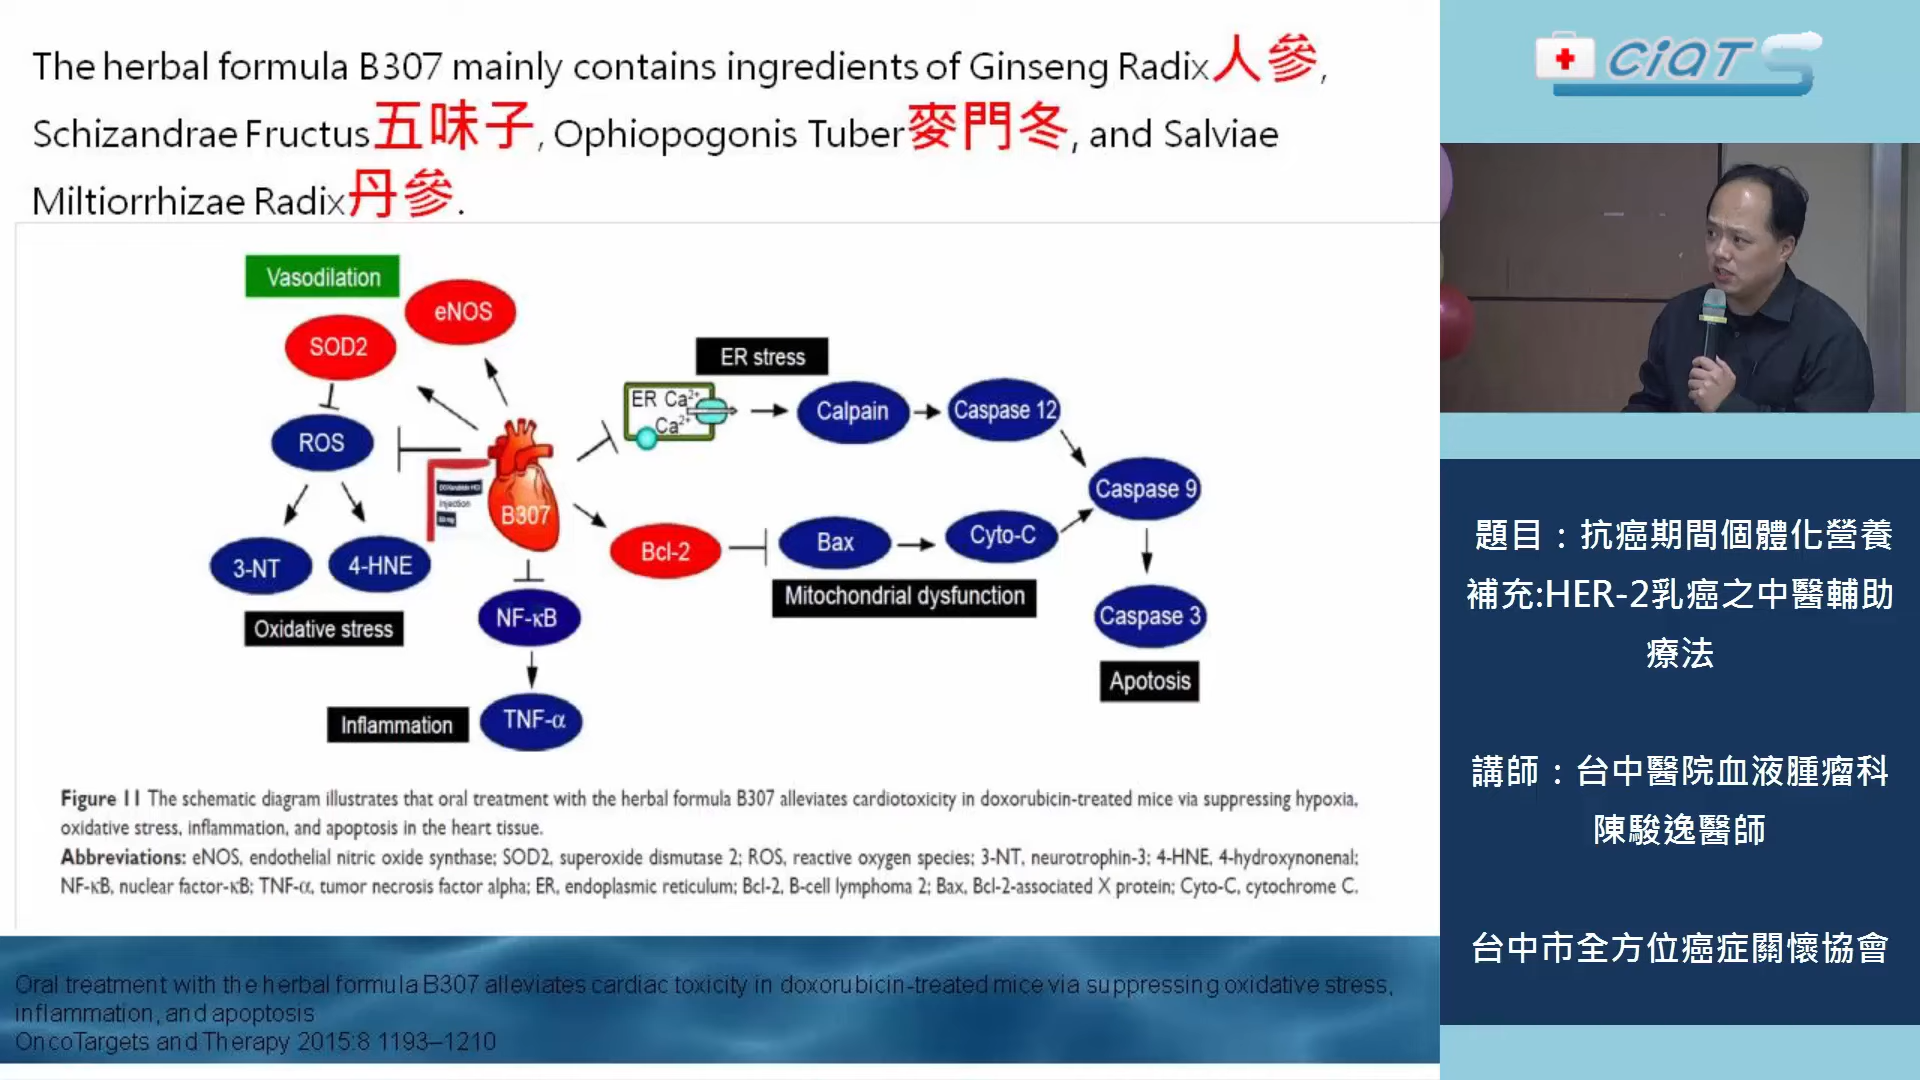 The herbal formula B307 mainly contains ingredients of Ginseng Radix人參,
Schizandrae Fructus五味子, Ophiopogonis Tuber麥門冬, and Salviae
Miltiorrhizae Radix丹參.
Vasodilation
eNOS
SOD2
ROS
3-NT
4-HNE
Oxidative stress
Injection
B307
NF-κB
TNF-α
Inflammation
ER stress
ER Ca²⁺
Ca²⁺
Calpain
Caspase 12
Caspase 9
Bcl-2
Bax
Cyto-C
Mitochondrial dysfunction
Caspase 3
Apotosis
Figure 11 The schematic diagram illustrates that oral treatment with the herbal formula B307 alleviates cardiotoxicity in doxorubicin-treated mice via suppressing hypoxia,
oxidative stress, inflammation, and apoptosis in the heart tissue.
Abbreviations: eNOS, endothelial nitric oxide synthase; SOD2, superoxide dismutase 2; ROS, reactive oxygen species; 3-NT, neurotrophin-3; 4-HNE, 4-hydroxynonenal;
NF-κB, nuclear factor-κB; TNF-α, tumor necrosis factor alpha; ER, endoplasmic reticulum; Bcl-2, B-cell lymphoma 2; Bax, Bcl-2-associated X protein; Cyto-C, cytochrome C.
Oral treatment with the herbal formula B307 alleviates cardiac toxicity in doxorubicin-treated mice via suppressing oxidative stress,
inflammation, and apoptosis
OncoTargets and Therapy 2015:8 1193–1210
CiQTS
題目：抗癌期間個體化營養
補充:HER-2乳癌之中醫輔助
療法
講師：台中醫院血液腫瘤科
陳駿逸醫師
台中市全方位癌症關懷協會